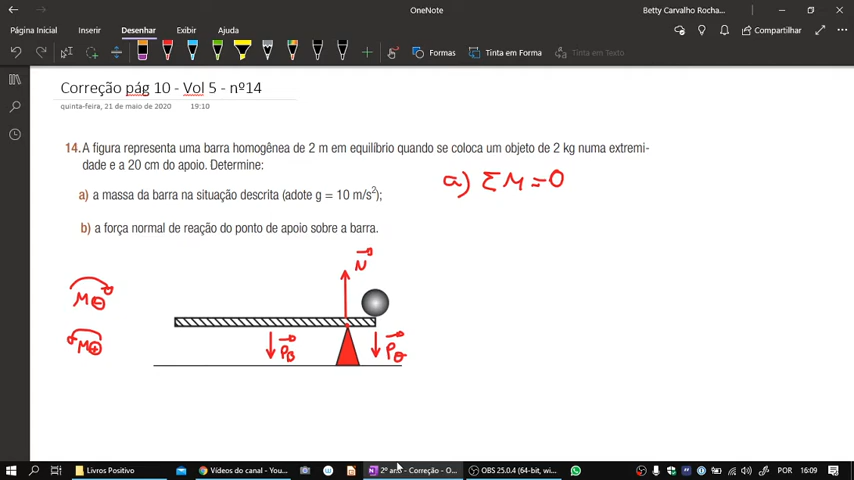 OneNote
Betty Carvalho Rocha...
Página Inicial Inserir Desenhar Exibir Ajuda
Compartilhar
Formas Tinta em Forma Tinta em Texto
Correção pág 10 - Vol 5 - nº14
quinta-feira, 21 de maio de 2020 19:10
14. A figura representa uma barra homogênea de 2 m em equilíbrio quando se coloca um objeto de 2 kg numa extremi-
dade e a 20 cm do apoio. Determine:
a) a massa da barra na situação descrita (adote g = 10 m/s²);
b) a força normal de reação do ponto de apoio sobre a barra.
a) ΣM=0
N
M⊖
M⊕
PB
Pθ
Livros Positivo
Vídeos do canal - You...
2º ano - Correção - O...
OBS 25.0.4 (64-bit, wi...
POR 16:09